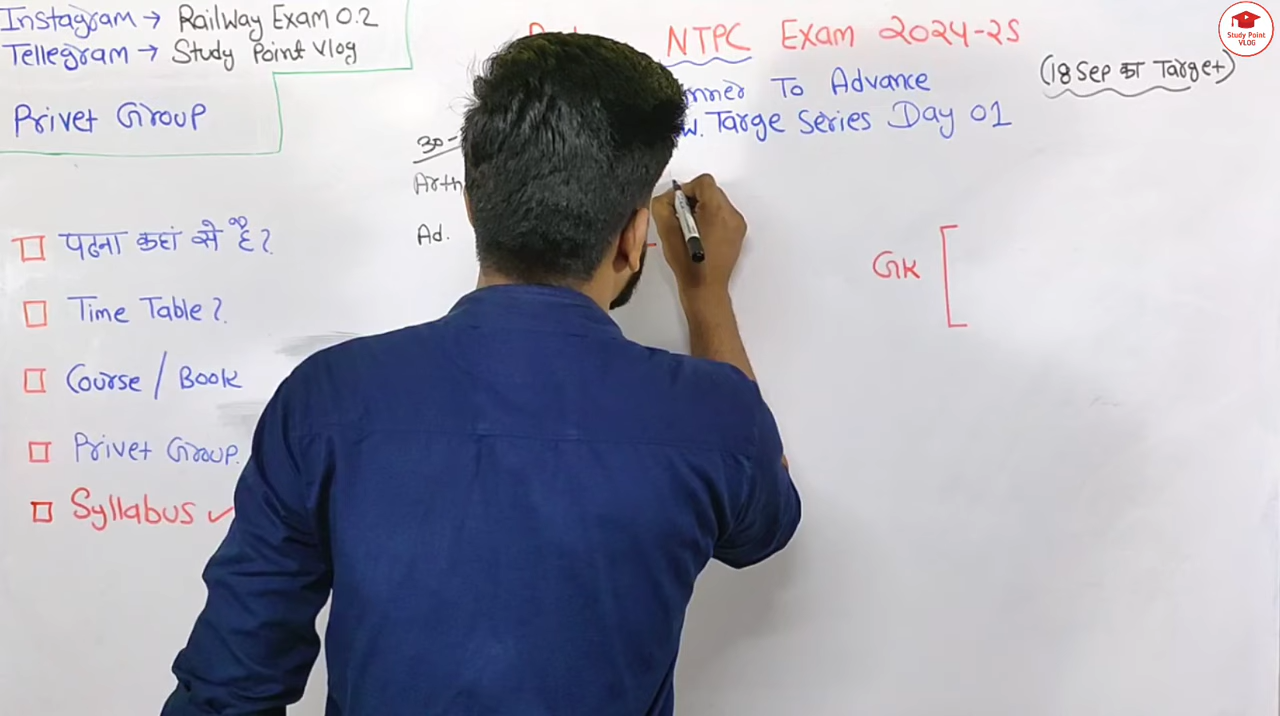 Instagram → Railway Exam 0.2
Tellegram → Study Point Vlog
Privet Group
NTPC Exam 2024-25
To Advance
Targe Series Day 01
(18 Sep का Target)
Study Point
VLOG
30-
Arth
Ad.
GK
पढना कहां से है?
Time Table?
Course / Book
Privet Group.
Syllabus ✓